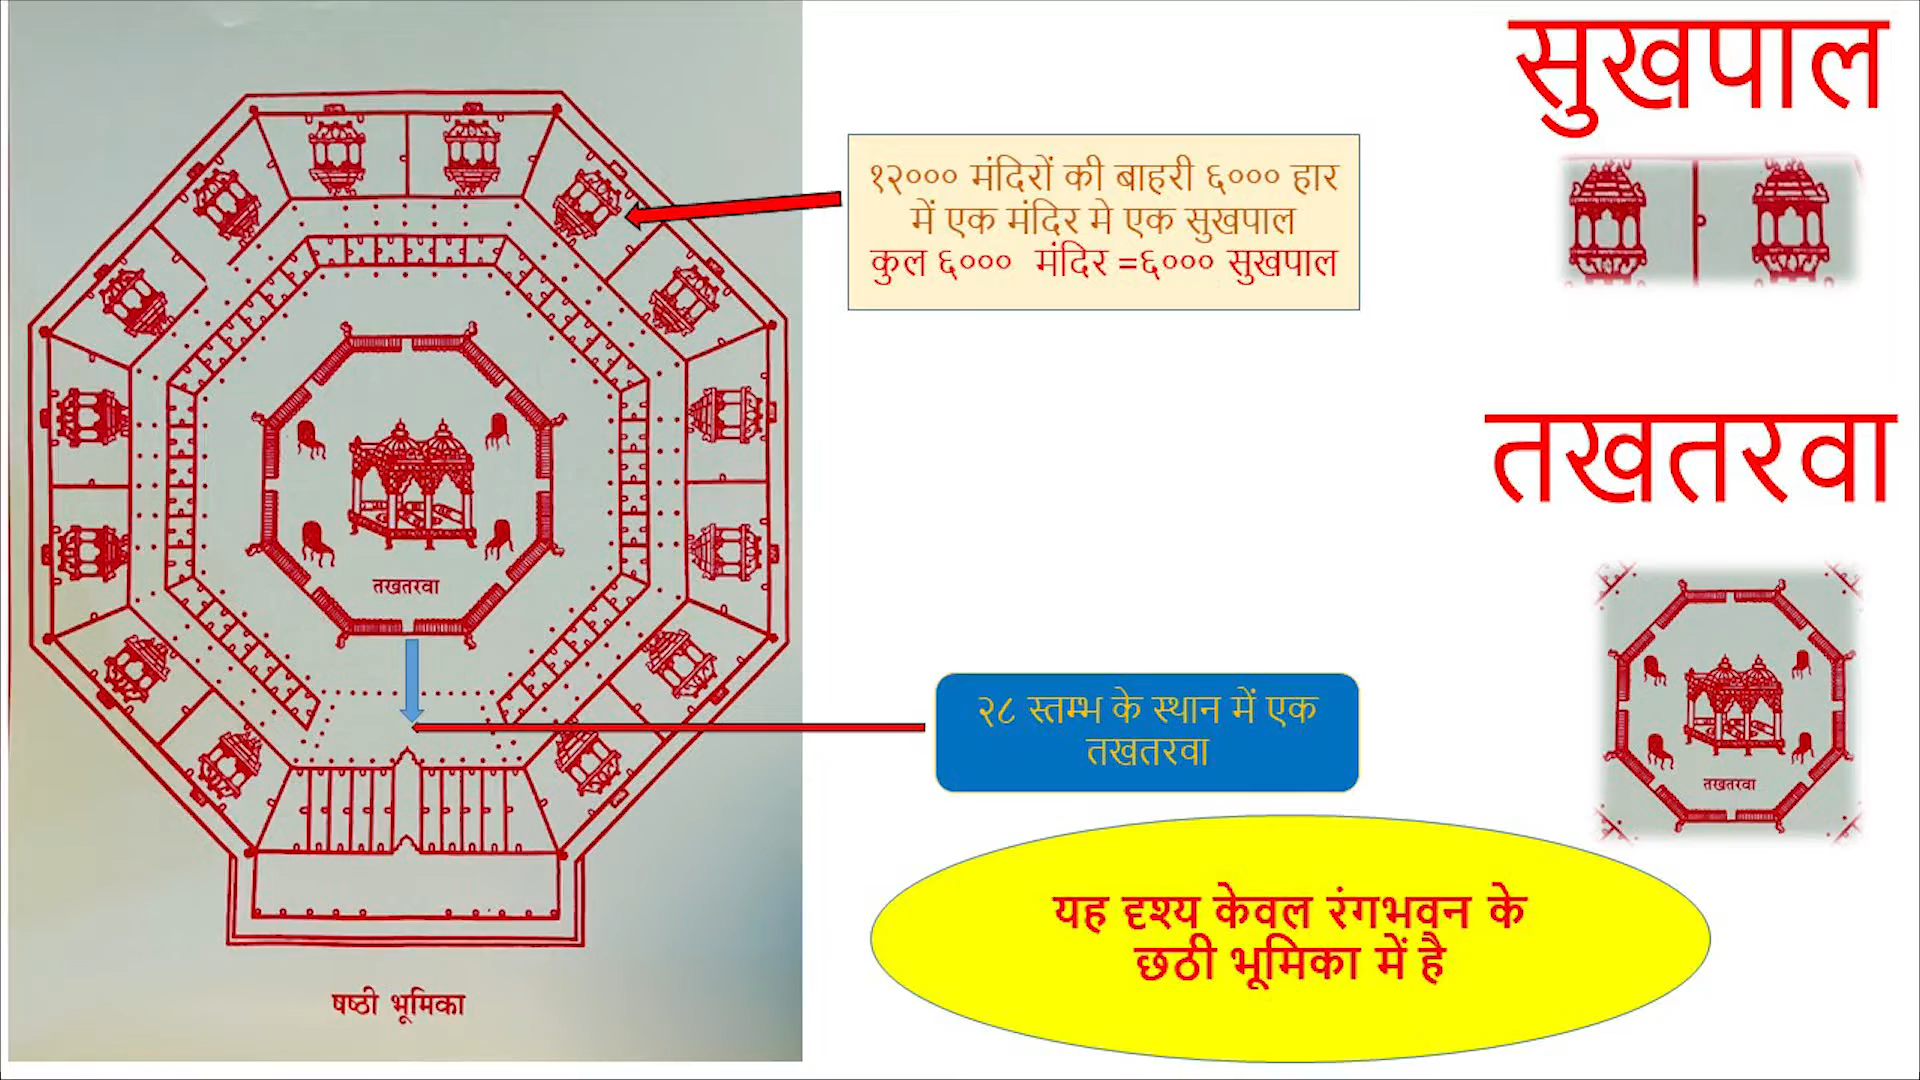 सुखपाल
१२००० मंदिरों की बाहरी ६००० हार
में एक मंदिर मे एक सुखपाल
कुल ६००० मंदिर =६००० सुखपाल
तखतरवा
तखतरवा
२८ स्तम्भ के स्थान में एक
तखतरवा
तखतरवा
यह दृश्य केवल रंगभवन के
छठी भूमिका में है
षष्ठी भूमिका